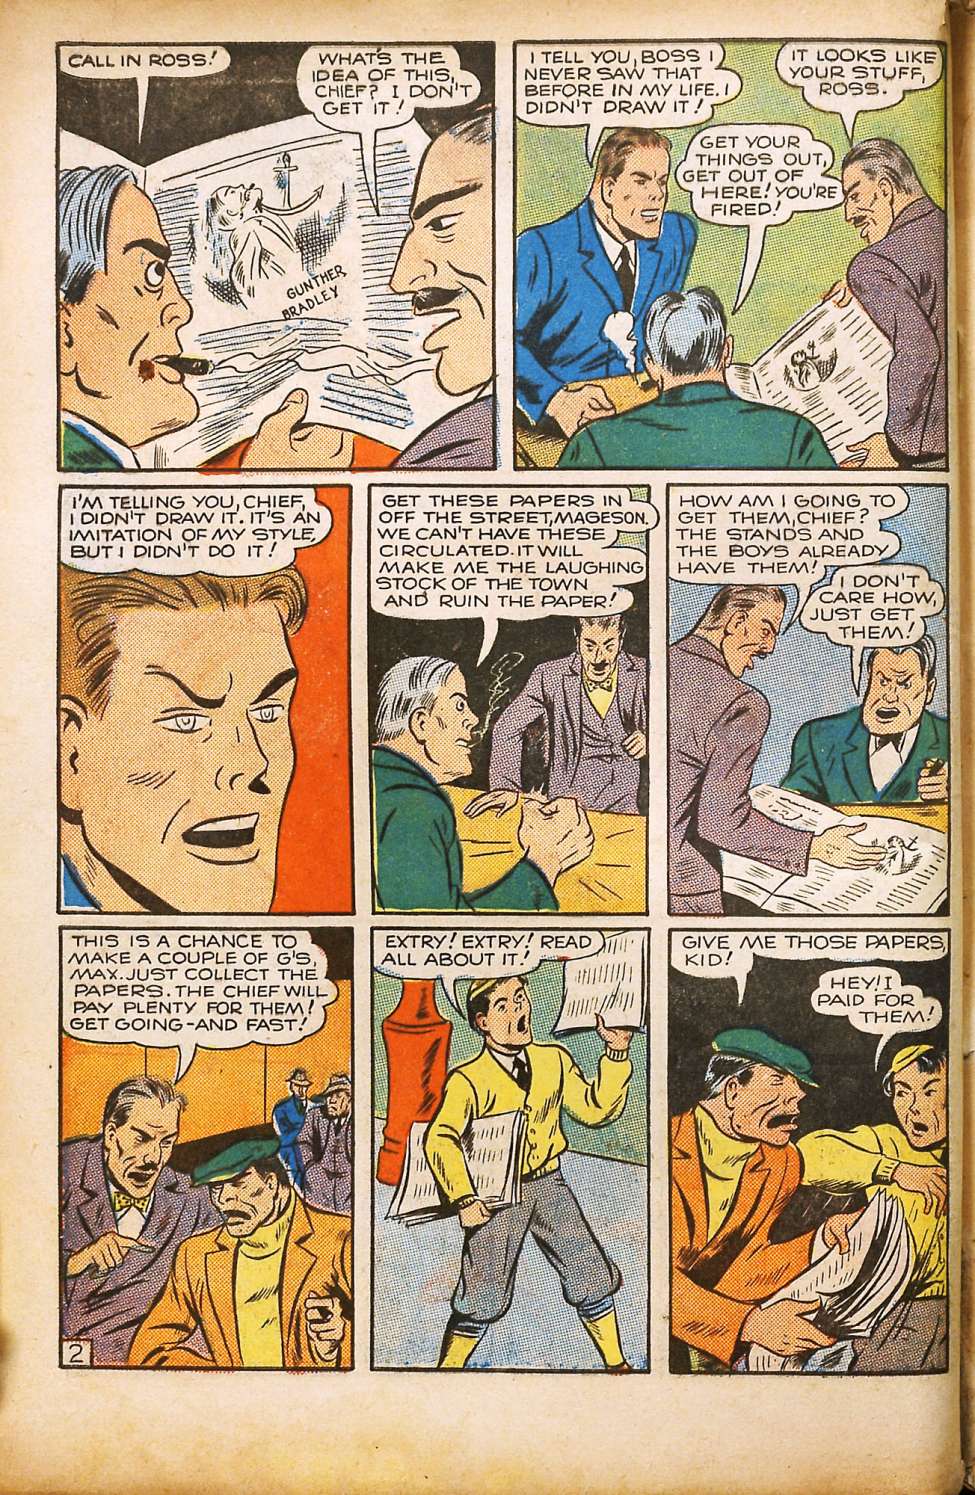 CALL IN ROSS!
WHAT'S THE
IDEA OF THIS,
CHIEF? I DON'T
GET IT!
GUNTHER
BRADLEY
I TELL YOU, BOSS I
NEVER SAW THAT
BEFORE IN MY LIFE. I
DIDN'T DRAW IT!
IT LOOKS LIKE
YOUR STUFF,
ROSS.
GET YOUR
THINGS OUT,
GET OUT OF
HERE! YOU'RE
FIRED!
I'M TELLING YOU, CHIEF,
I DIDN'T DRAW IT. IT'S AN
IMITATION OF MY STYLE,
BUT I DIDN'T DO IT!
GET THESE PAPERS IN
OFF THE STREET, MAGESON.
WE CAN'T HAVE THESE
CIRCULATED. IT WILL
MAKE ME THE LAUGHING
STOCK OF THE TOWN
AND RUIN THE PAPER!
HOW AM I GOING TO
GET THEM, CHIEF?
THE STANDS AND
THE BOYS ALREADY
HAVE THEM!
I DON'T
CARE HOW,
JUST GET
THEM!
THIS IS A CHANCE TO
MAKE A COUPLE OF G'S,
MAX. JUST COLLECT THE
PAPERS. THE CHIEF WILL
PAY PLENTY FOR THEM!
GET GOING-AND FAST!
2
EXTRY! EXTRY! READ
ALL ABOUT IT!
GIVE ME THOSE PAPERS,
KID!
HEY! I
PAID FOR
THEM!